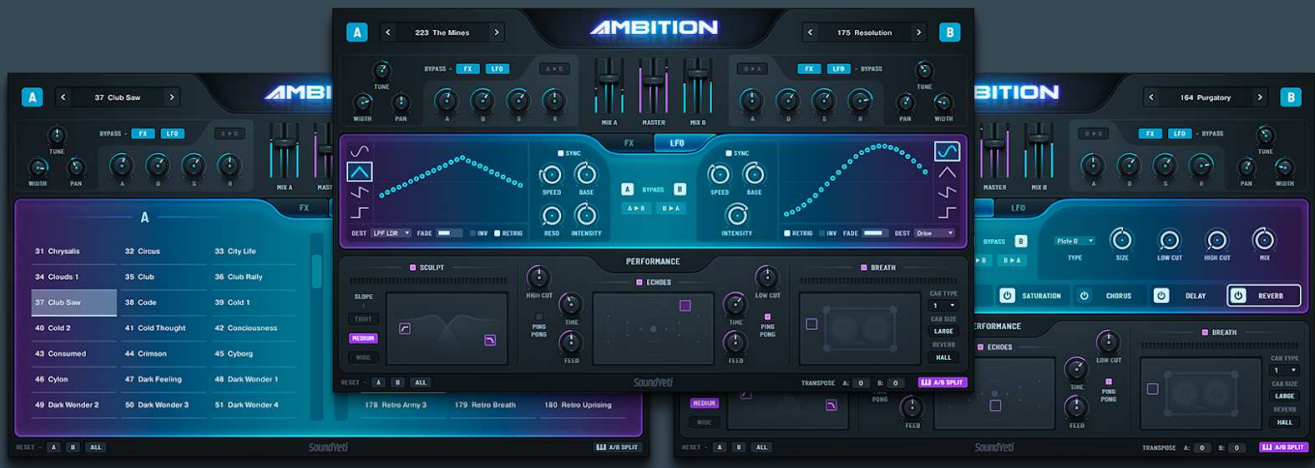 A
223 The Mines
AMBITION
175 Resolution
B
TUNE
BYPASS - FX LFO
A ▸ B
WIDTH PAN
A D S R
MIX A MASTER MIX B
B ▸ A
FX LFO - BYPASS
A D S R
TUNE
PAN WIDTH
FX LFO
SYNC
SPEED BASE
RESO INTENSITY
A BYPASS B
A ▸ B B ▸ A
SYNC
SPEED BASE
INTENSITY
DEST LPF LDR FADE INV RETRIG
RETRIG INV FADE DEST Drive
PERFORMANCE
SCULPT
SLOPE
TIGHT
MEDIUM
WIDE
HIGH CUT
ECHOES
LOW CUT
PING PONG
TIME
FEED
TIME
FEED
PING PONG
BREATH
CAB TYPE
1
CAB SIZE
LARGE
REVERB
HALL
RESET - A B ALL
SoundYeti
TRANSPOSE A: 0 B: 0
A/B SPLIT
A
37 Club Saw
AMBI
TUNE
BYPASS - FX LFO
A ▸ B
WIDTH PAN
A D S R
MIX A MAST
A
FX
31 Chrysalis 32 Circus 33 City Life
34 Clouds 1 35 Club 36 Club Rally
37 Club Saw 38 Code 39 Cold 1
40 Cold 2 41 Cold Thought 42 Conciousness
43 Consumed 44 Crimson 45 Cyborg
46 Cylon 47 Dark Feeling 48 Dark Wonder 1
49 Dark Wonder 2 50 Dark Wonder 3 51 Dark Wonder 4
178 Retro Army 3 179 Retro Breath 180 Retro Uprising
RESET - A B ALL
SoundYeti
A/B SPLIT
BITION
164 Purgatory
B
B ▸ A
FX LFO - BYPASS
TUNE
MASTER MIX B
A D S R
PAN WIDTH
LFO
BYPASS B
B B ▸ A
Plate B
TYPE
SIZE LOW CUT HIGH CUT MIX
SATURATION CHORUS DELAY REVERB
ERFORMANCE
ECHOES
LOW CUT
BREATH
TIME
PING PONG
FEED
CAB TYPE
1
CAB SIZE
LARGE
REVERB
HALL
MEDIUM
WIDE
PONG
FEED
RESET - A B ALL
SoundYeti
TRANSPOSE A: 0 B: 0
A/B SPLIT